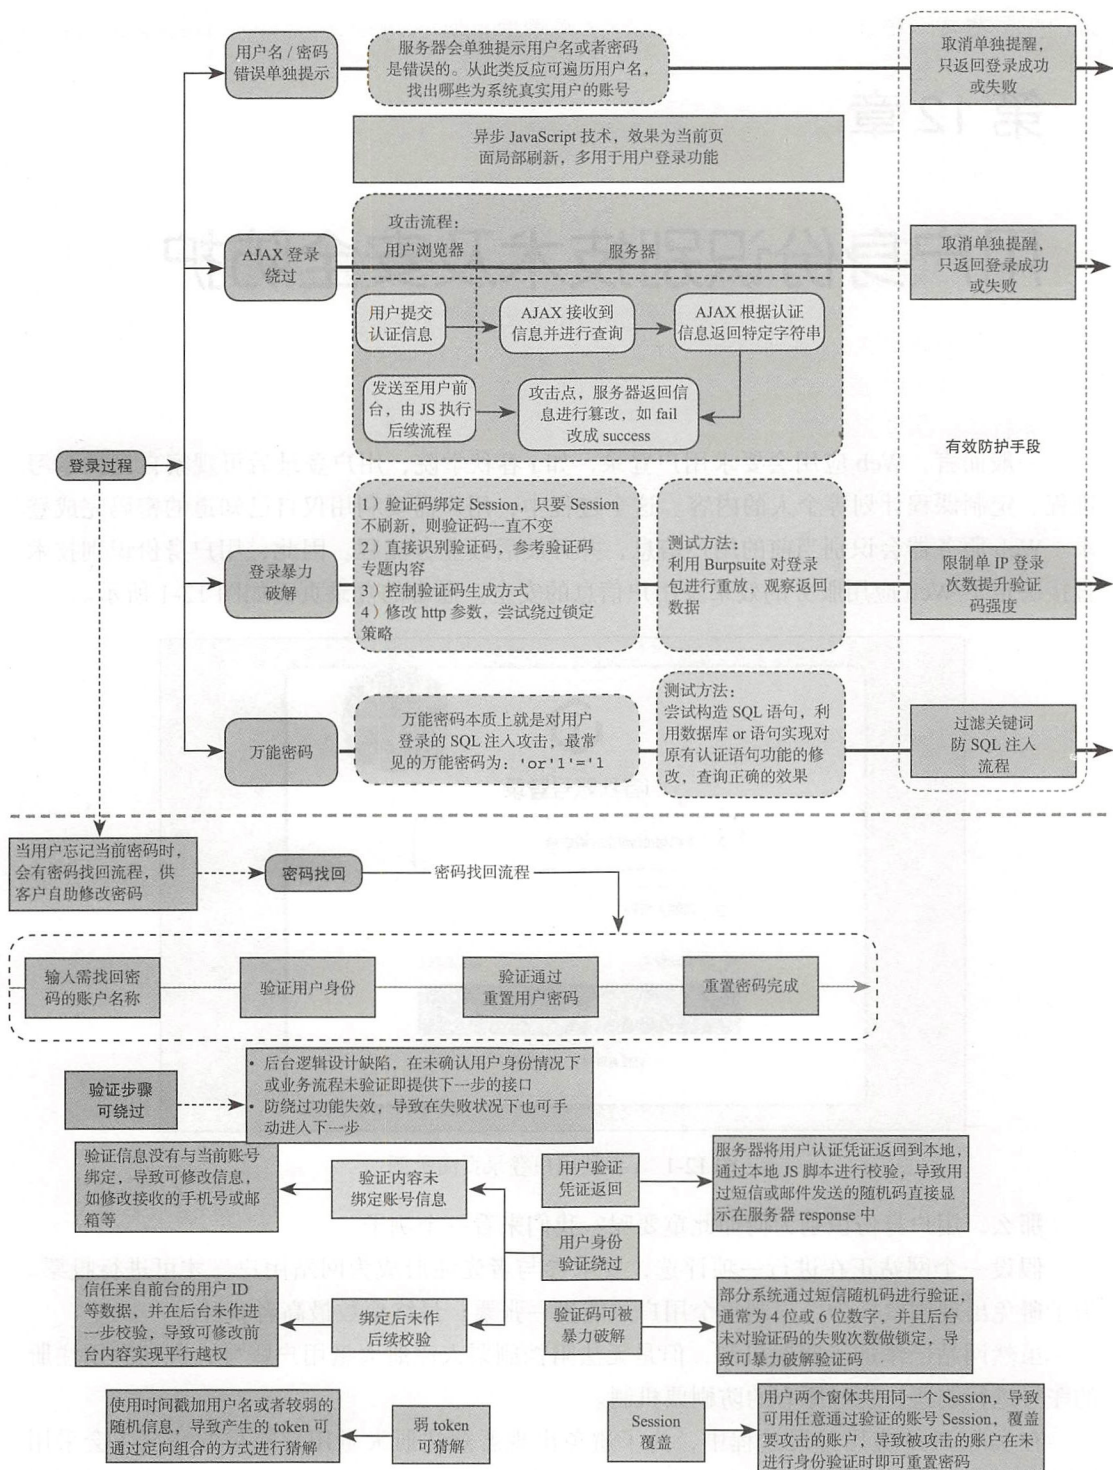 用户名 / 密码
错误单独提示
服务器会单独提示用户名或者密码
是错误的。从此类反应可遍历用户名，
找出哪些为系统真实用户的账号
取消单独提醒，
只返回登录成功
或失败
异步 JavaScript 技术，效果为当前页
面局部刷新，多用于用户登录功能
AJAX 登录
绕过
攻击流程：
用户浏览器
服务器
用户提交
认证信息
AJAX 接收到
信息并进行查询
AJAX 根据认证
信息返回特定字符串
发送至用户前
台，由 JS 执行
后续流程
攻击点，服务器返回信
息进行篡改，如 fail
改成 success
取消单独提醒，
只返回登录成功
或失败
登录过程
有效防护手段
登录暴力
破解
1）验证码绑定 Session，只要 Session
不刷新，则验证码一直不变
2）直接识别验证码，参考验证码
专题内容
3）控制验证码生成方式
4）修改 http 参数，尝试绕过锁定
策略
测试方法：
利用 Burpsuite 对登录
包进行重放，观察返回
数据
限制单 IP 登录
次数提升验证
码强度
万能密码
万能密码本质上就是对用户
登录的 SQL 注入攻击，最常
见的万能密码为：'or'1'='1
测试方法：
尝试构造 SQL 语句，利
用数据库 or 语句实现对
原有认证语句功能的修
改，查询正确的效果
过滤关键词
防 SQL 注入
流程
当用户忘记当前密码时，
会有密码找回流程，供
客户自助修改密码
密码找回
密码找回流程
输入需找回密
码的账户名称
验证用户身份
验证通过
重置用户密码
重置密码完成
验证步骤
可绕过
• 后台逻辑设计缺陷，在未确认用户身份情况下
或业务流程未验证即提供下一步的接口
• 防绕过功能失效，导致在失败状况下也可手
动进入下一步
验证信息没有与当前账号
绑定，导致可修改信息，
如修改接收的手机号或邮
箱等
验证内容未
绑定账号信息
用户验证
凭证返回
服务器将用户认证凭证返回到本地，
通过本地 JS 脚本进行校验，导致用
过短信或邮件发送的随机码直接显
示在服务器 response 中
用户身份
验证绕过
信任来自前台的用户 ID
等数据，并在后台未作进
一步校验，导致可修改前
台内容实现平行越权
绑定后未作
后续校验
验证码可被
暴力破解
部分系统通过短信随机码进行验证，
通常为 4 位或 6 位数字，并且后台
未对验证码的失败次数做锁定，导
致可暴力破解验证码
使用时间戳加用户名或者较弱的
随机信息，导致产生的 token 可
通过定向组合的方式进行猜解
弱 token
可猜解
Session
覆盖
用户两个窗体共用同一个 Session，导致
可用任意通过验证的账号 Session，覆盖
要攻击的账户，导致被攻击的账户在未
进行身份验证时即可重置密码